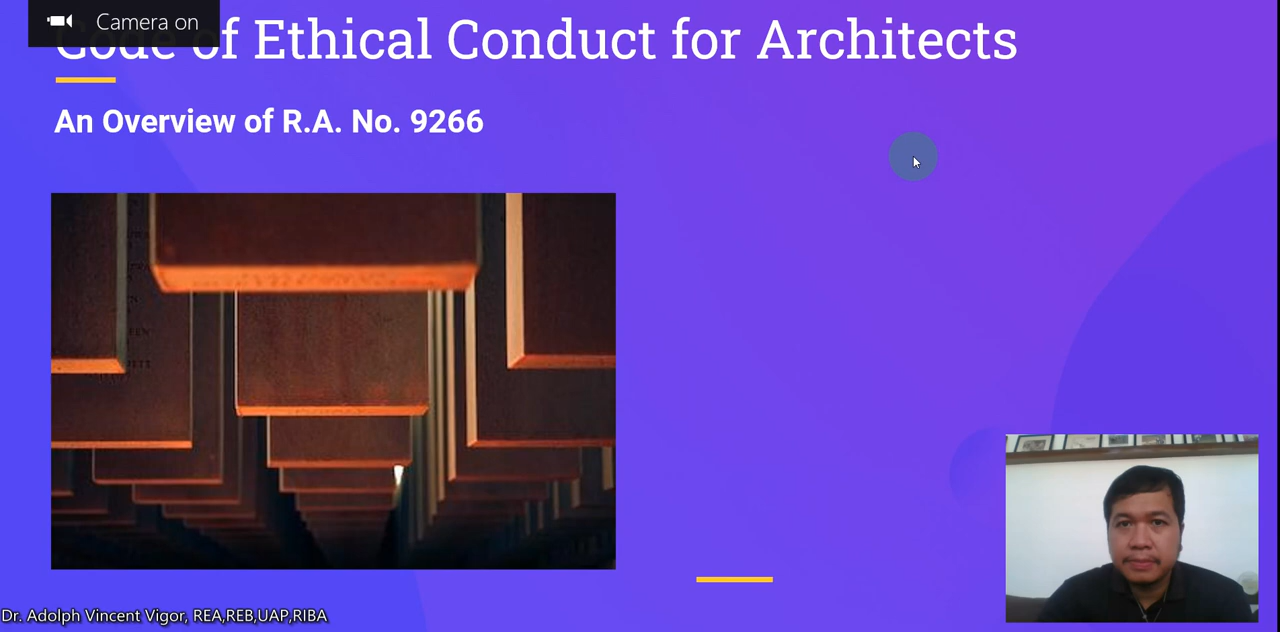 Camera on
Code of Ethical Conduct for Architects
An Overview of R.A. No. 9266
Dr. Adolph Vincent Vigor, REA,REB,UAP,RIBA